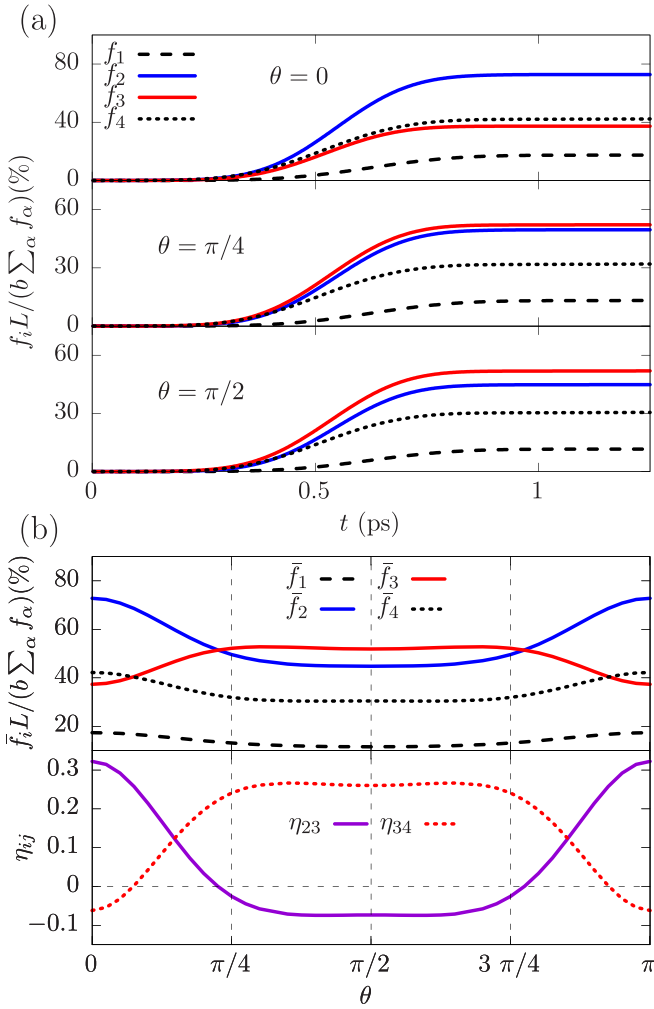 (a)
f₁
f₂
f₃
f₄
θ = 0
80
40
0
fᵢL/(b ∑α fα)(%)
θ = π/4
60
30
0
θ = π/2
60
30
0
0 0.5 1
t (ps)
(b)
f̄₁ f̄₃
f̄₂ f̄₄
80
60
40
20
f̄ᵢL/(b ∑α fα)(%)
η₂₃ η₃₄
0.3
0.2
0.1
0
−0.1
ηij
0 π/4 π/2 3 π/4 π
θ